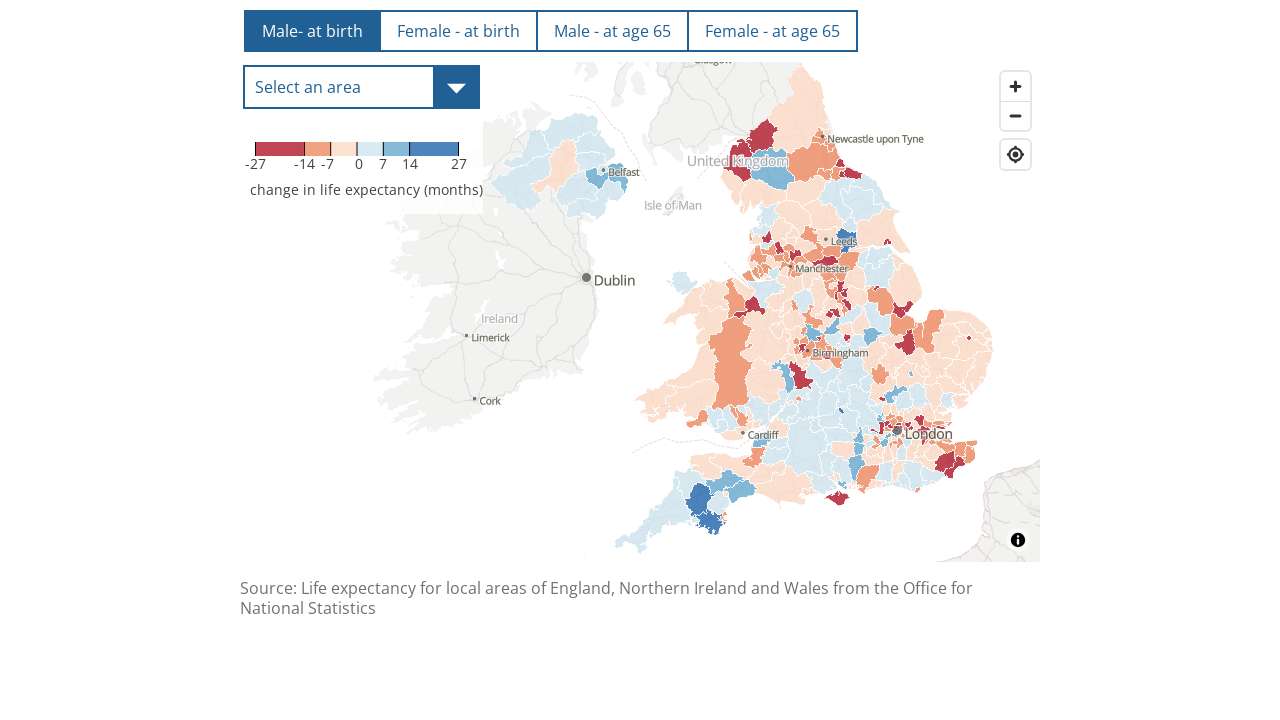 Male- at birth
Female - at birth
Male - at age 65
Female - at age 65
Select an area
Glasgow
-27
-14
-7
0
7
14
27
change in life expectancy (months)
Newcastle upon Tyne
United Kingdom
Belfast
Isle of Man
Leeds
Manchester
Dublin
Ireland
Limerick
Birmingham
Cork
Cardiff
London
Source: Life expectancy for local areas of England, Northern Ireland and Wales from the Office for
National Statistics